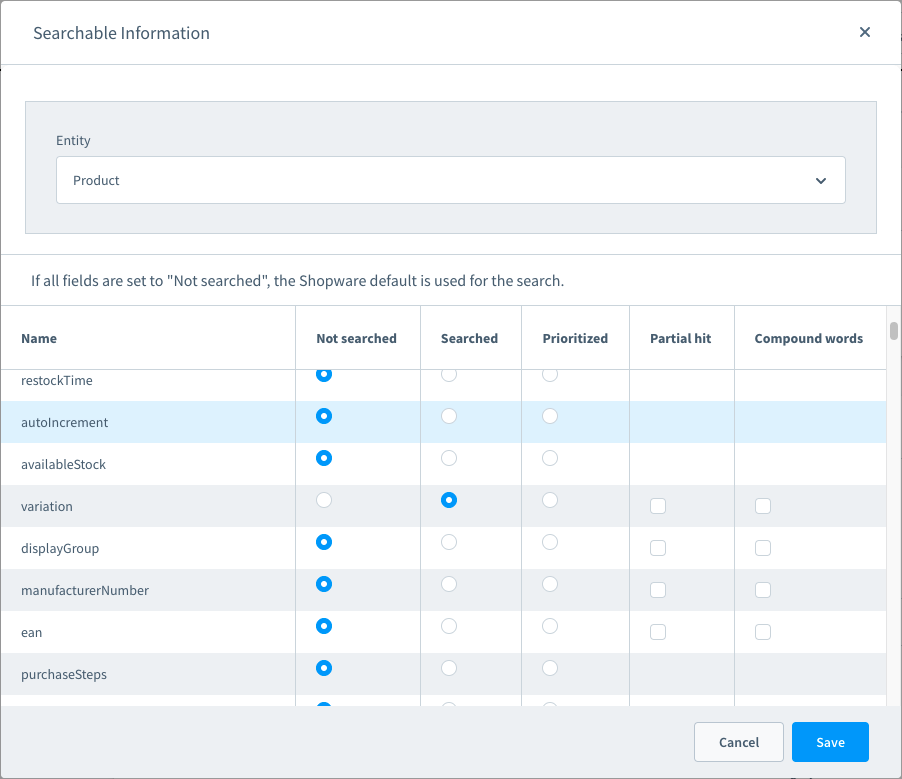 Searchable Information
Entity
Product
If all fields are set to "Not searched", the Shopware default is used for the search.
Name Not searched Searched Prioritized Partial hit Compound words
restockTime
autoIncrement
availableStock
variation
displayGroup
manufacturerNumber
ean
purchaseSteps
Cancel Save